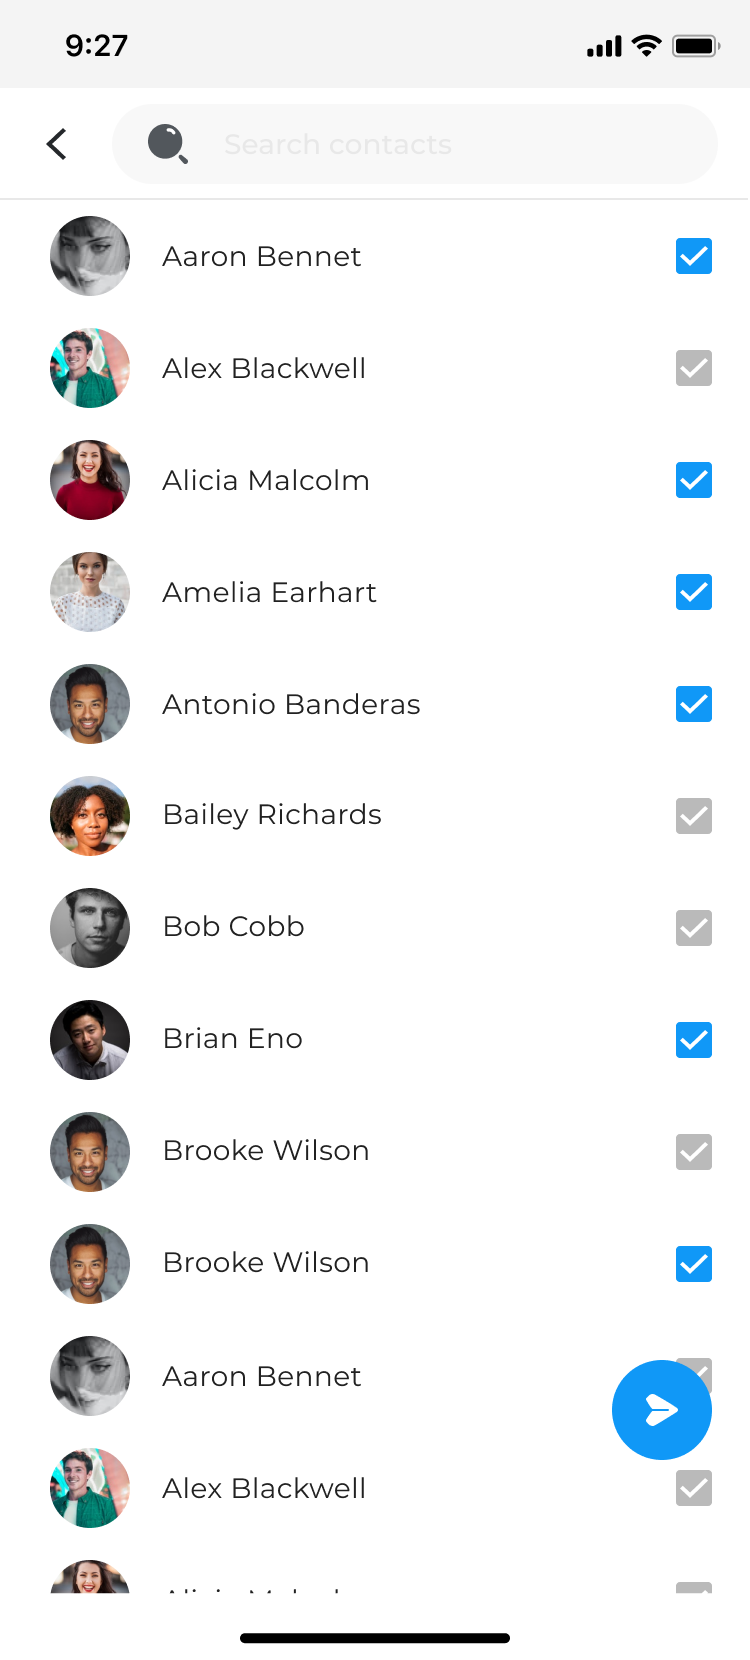 9:27
Search contacts
Aaron Bennet
Alex Blackwell
Alicia Malcolm
Amelia Earhart
Antonio Banderas
Bailey Richards
Bob Cobb
Brian Eno
Brooke Wilson
Brooke Wilson
Aaron Bennet
Alex Blackwell